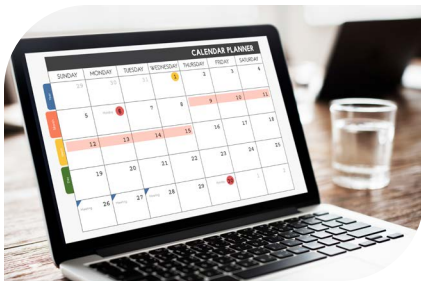 CALENDAR PLANNER
SUNDAY MONDAY TUESDAY WEDNESDAY THURSDAY FRIDAY SATURDAY
29 30 31 1 2 3 4
5 6 7 8 9 10 11
12 13 14 15 16 17 18
19 20 21 22 23 24 25
26 27 28 29